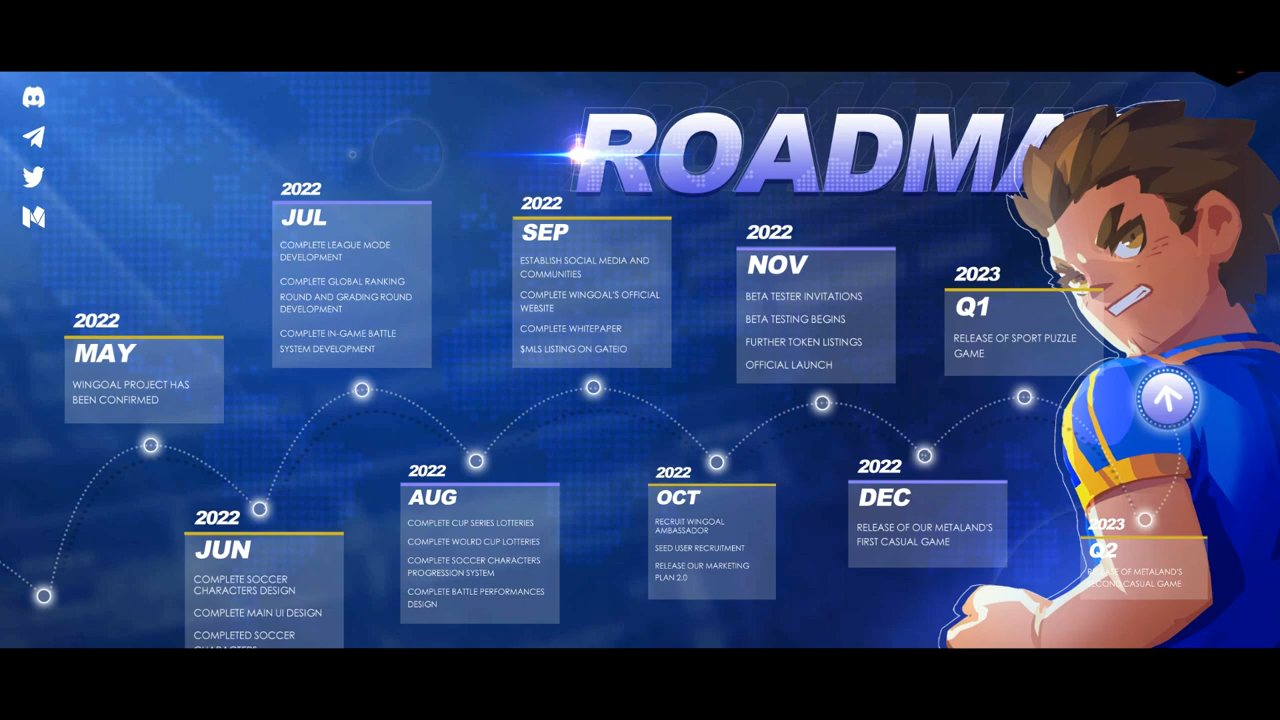 ROADMA
2022
MAY
WINGOAL PROJECT HAS
BEEN CONFIRMED
2022
JUN
COMPLETE SOCCER
CHARACTERS DESIGN
COMPLETE MAIN UI DESIGN
COMPLETED SOCCER
CHARACTERS
2022
JUL
COMPLETE LEAGUE MODE
DEVELOPMENT
COMPLETE GLOBAL RANKING
ROUND AND GRADING ROUND
DEVELOPMENT
COMPLETE IN-GAME BATTLE
SYSTEM DEVELOPMENT
2022
AUG
COMPLETE CUP SERIES LOTTERIES
COMPLETE WOLRD CUP LOTTERIES
COMPLETE SOCCER CHARACTERS
PROGRESSION SYSTEM
COMPLETE BATTLE PERFORMANCES
DESIGN
2022
SEP
ESTABLISH SOCIAL MEDIA AND
COMMUNITIES
COMPLETE WINGOAL'S OFFICIAL
WEBSITE
COMPLETE WHITEPAPER
$MLS LISTING ON GATEIO
2022
OCT
RECRUIT WINGOAL
AMBASSADOR
SEED USER RECRUITMENT
RELEASE OUR MARKETING
PLAN 2.0
2022
NOV
BETA TESTER INVITATIONS
BETA TESTING BEGINS
FURTHER TOKEN LISTINGS
OFFICIAL LAUNCH
2022
DEC
RELEASE OF OUR METALAND'S
FIRST CASUAL GAME
2023
Q1
RELEASE OF SPORT PUZZLE
GAME
2023
Q2
RELEASE OF METALAND'S
SECOND CASUAL GAME